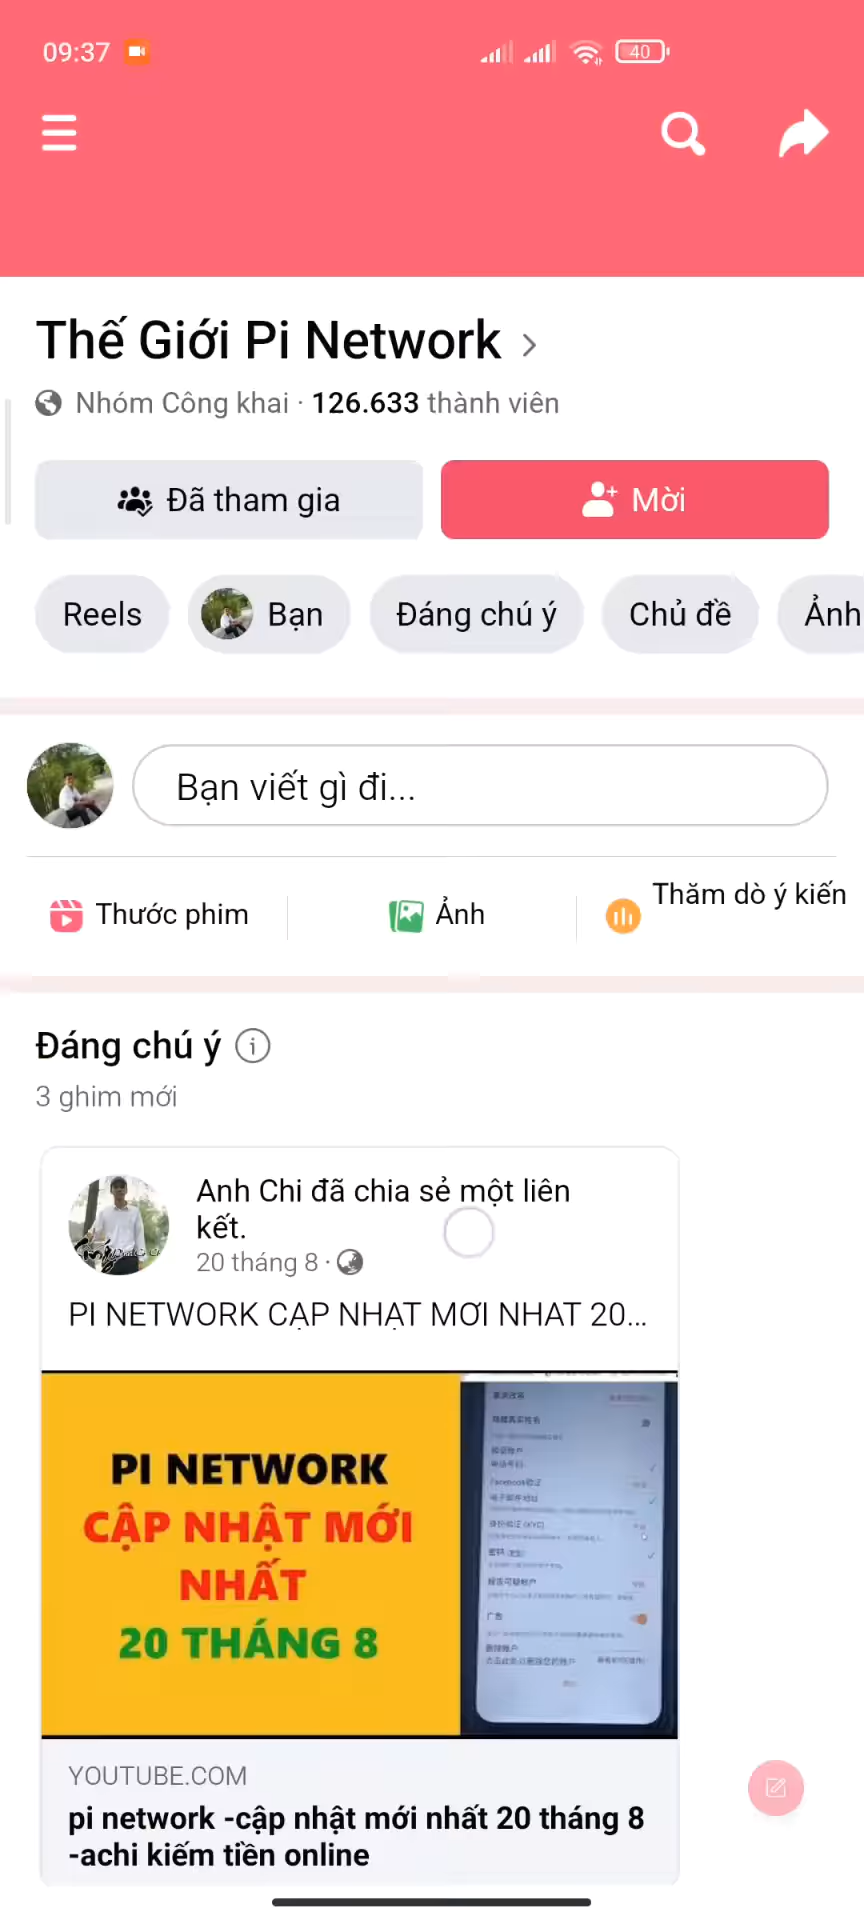 09:37
40
Thế Giới Pi Network
Nhóm Công khai · 126.633 thành viên
Đã tham gia
Mời
Reels
Bạn
Đáng chú ý
Chủ đề
Ảnh
Bạn viết gì đi...
Thước phim
Ảnh
Thăm dò ý kiến
Đáng chú ý
3 ghim mới
Anh Chi đã chia sẻ một liên
kết.
20 tháng 8 ·
PI NETWORK CẬP NHẬT MỚI NHẤT 20...
PI NETWORK
CẬP NHẬT MỚI
NHẤT
20 THÁNG 8
YOUTUBE.COM
pi network -cập nhật mới nhất 20 tháng 8
-achi kiếm tiền online